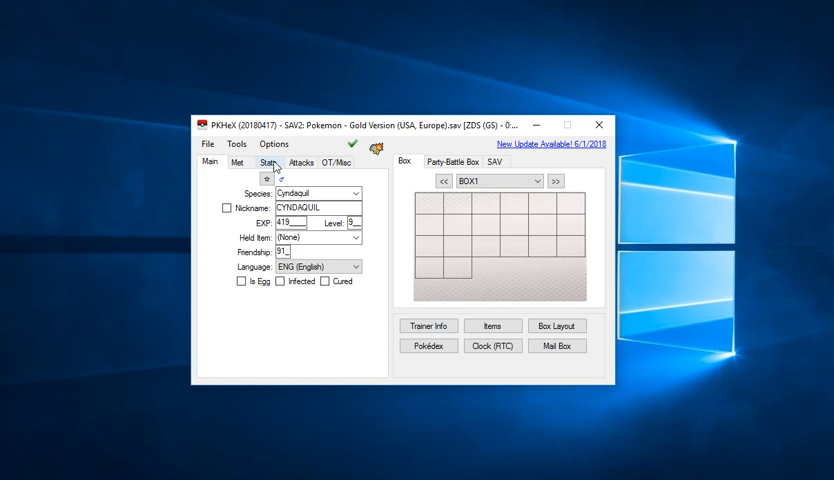 PKHeX (20180417) - SAV2: Pokemon - Gold Version (USA, Europe).sav [ZDS (GS) - 0:...
File Tools Options
New Update Available! 6/1/2018
Main Met Stats Attacks OT/Misc
Box Party-Battle Box SAV
<< BOX1 >>
Species: Cyndaquil
Nickname: CYNDAQUIL
EXP: 419____ Level: 9__
Held Item: (None)
Friendship: 91_
Language: ENG (English)
Is Egg Infected Cured
Trainer Info Items Box Layout
Pokédex Clock (RTC) Mail Box